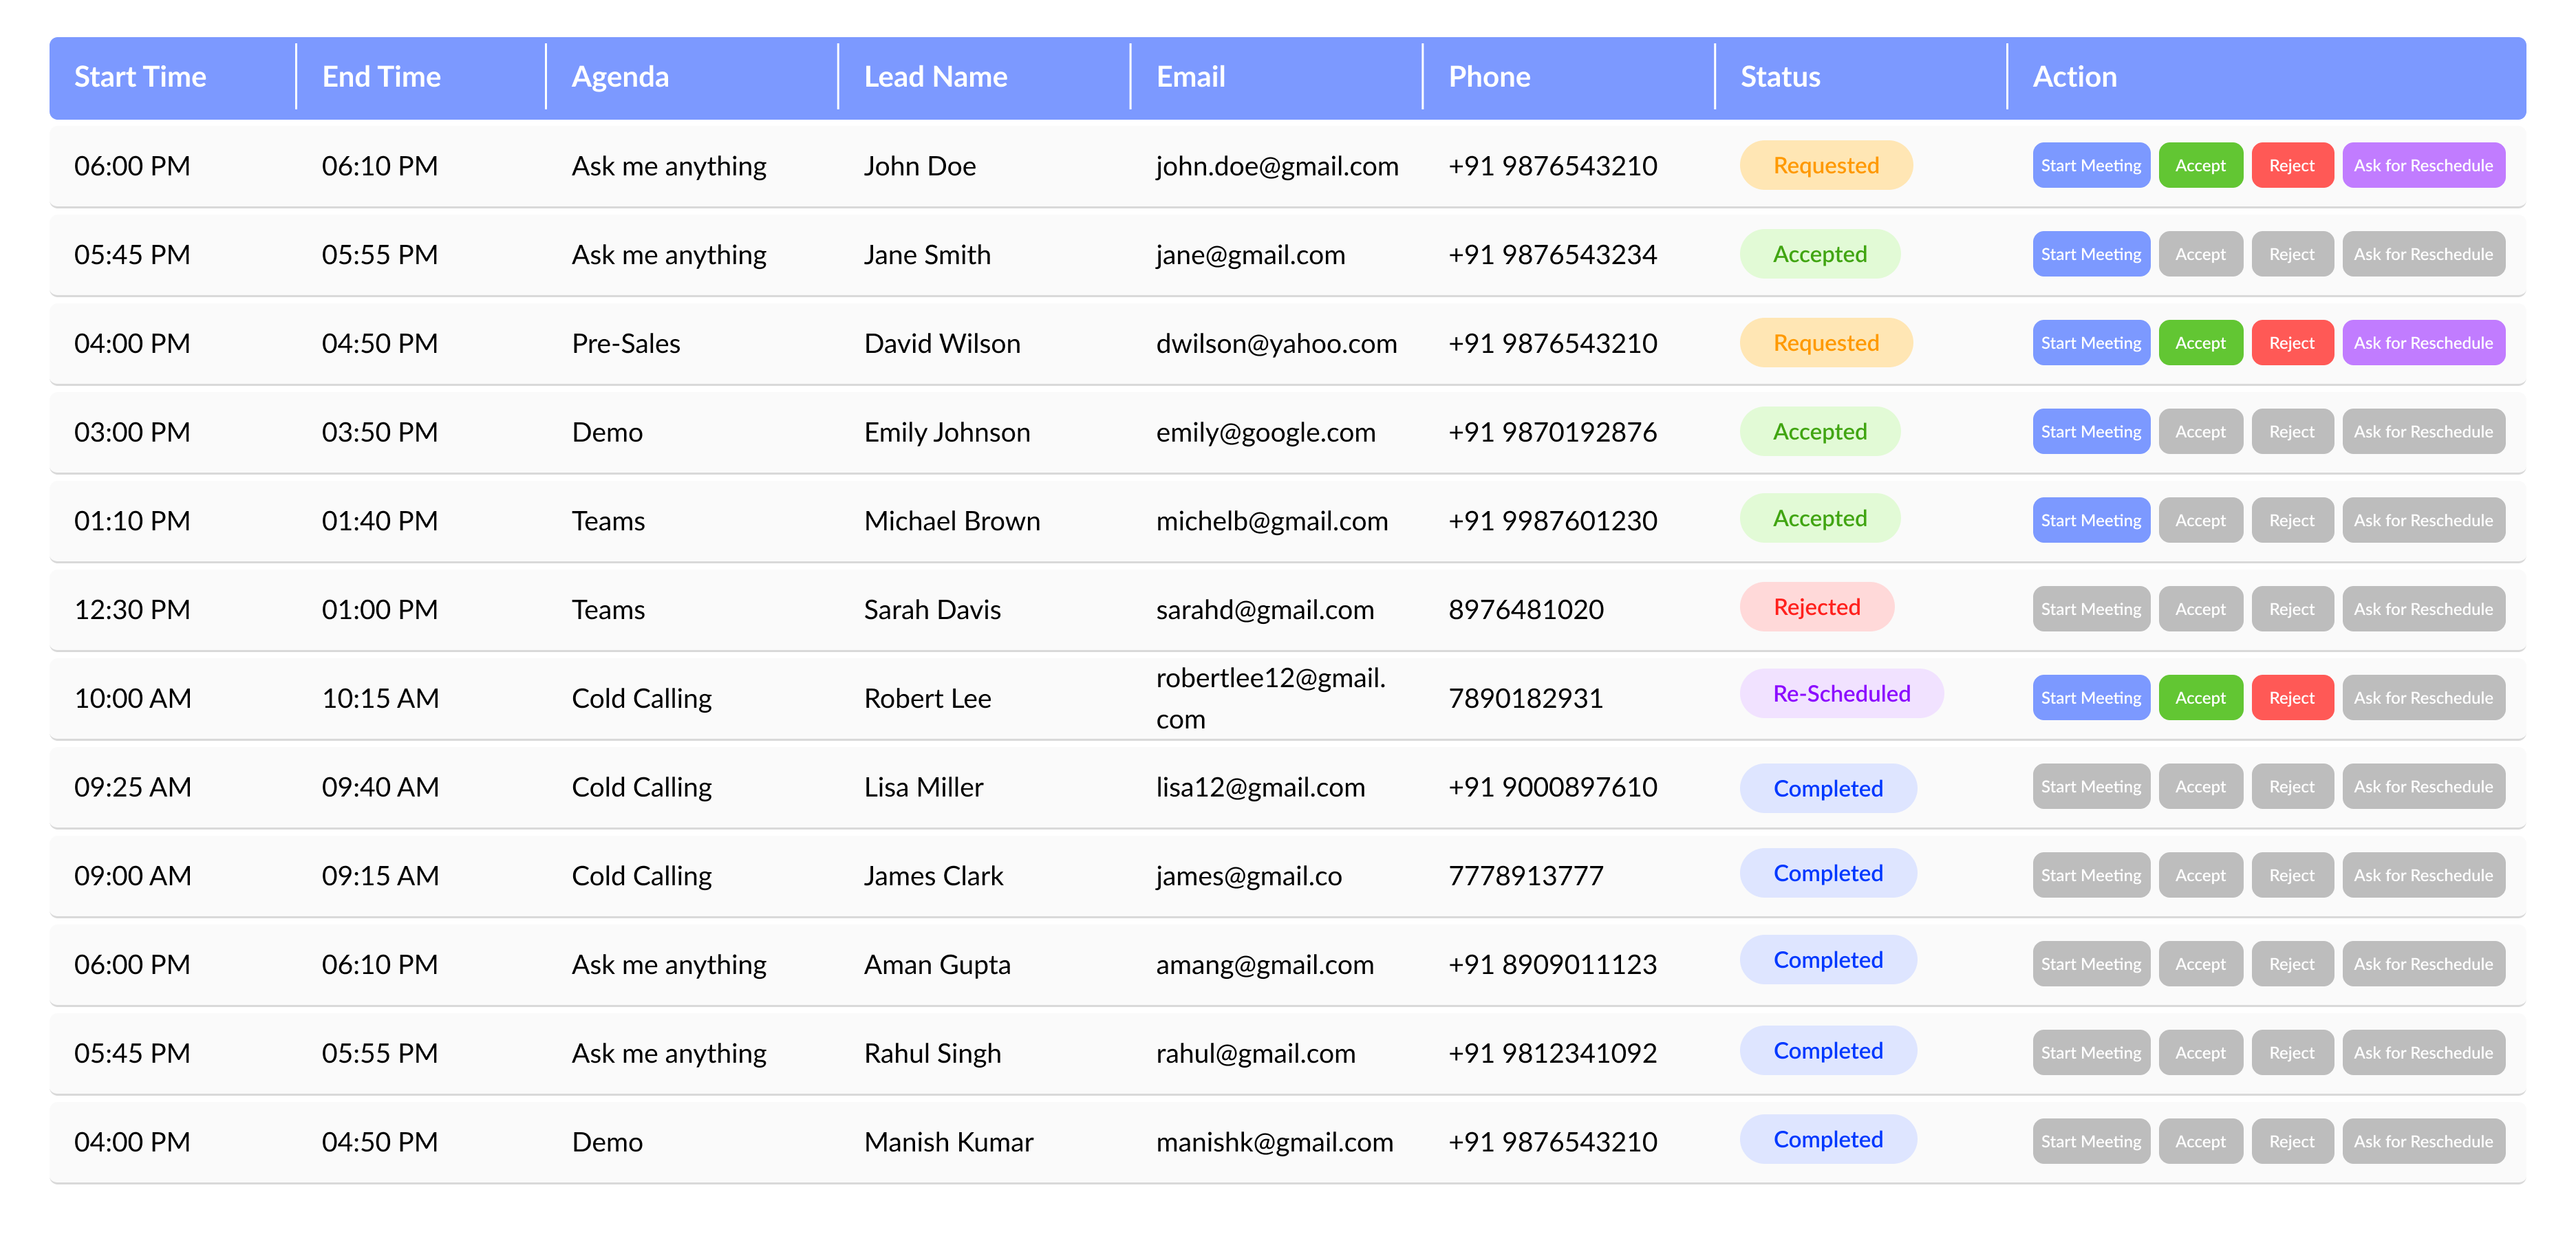 Start Time End Time Agenda Lead Name Email Phone Status Action
06:00 PM 06:10 PM Ask me anything John Doe john.doe@gmail.com +91 9876543210 Requested Start Meeting Accept Reject Ask for Reschedule
05:45 PM 05:55 PM Ask me anything Jane Smith jane@gmail.com +91 9876543234 Accepted Start Meeting Accept Reject Ask for Reschedule
04:00 PM 04:50 PM Pre-Sales David Wilson dwilson@yahoo.com +91 9876543210 Requested Start Meeting Accept Reject Ask for Reschedule
03:00 PM 03:50 PM Demo Emily Johnson emily@google.com +91 9870192876 Accepted Start Meeting Accept Reject Ask for Reschedule
01:10 PM 01:40 PM Teams Michael Brown michelb@gmail.com +91 9987601230 Accepted Start Meeting Accept Reject Ask for Reschedule
12:30 PM 01:00 PM Teams Sarah Davis sarahd@gmail.com 8976481020 Rejected Start Meeting Accept Reject Ask for Reschedule
10:00 AM 10:15 AM Cold Calling Robert Lee robertlee12@gmail.
com 7890182931 Re-Scheduled Start Meeting Accept Reject Ask for Reschedule
09:25 AM 09:40 AM Cold Calling Lisa Miller lisa12@gmail.com +91 9000897610 Completed Start Meeting Accept Reject Ask for Reschedule
09:00 AM 09:15 AM Cold Calling James Clark james@gmail.co 7778913777 Completed Start Meeting Accept Reject Ask for Reschedule
06:00 PM 06:10 PM Ask me anything Aman Gupta amang@gmail.com +91 8909011123 Completed Start Meeting Accept Reject Ask for Reschedule
05:45 PM 05:55 PM Ask me anything Rahul Singh rahul@gmail.com +91 9812341092 Completed Start Meeting Accept Reject Ask for Reschedule
04:00 PM 04:50 PM Demo Manish Kumar manishk@gmail.com +91 9876543210 Completed Start Meeting Accept Reject Ask for Reschedule